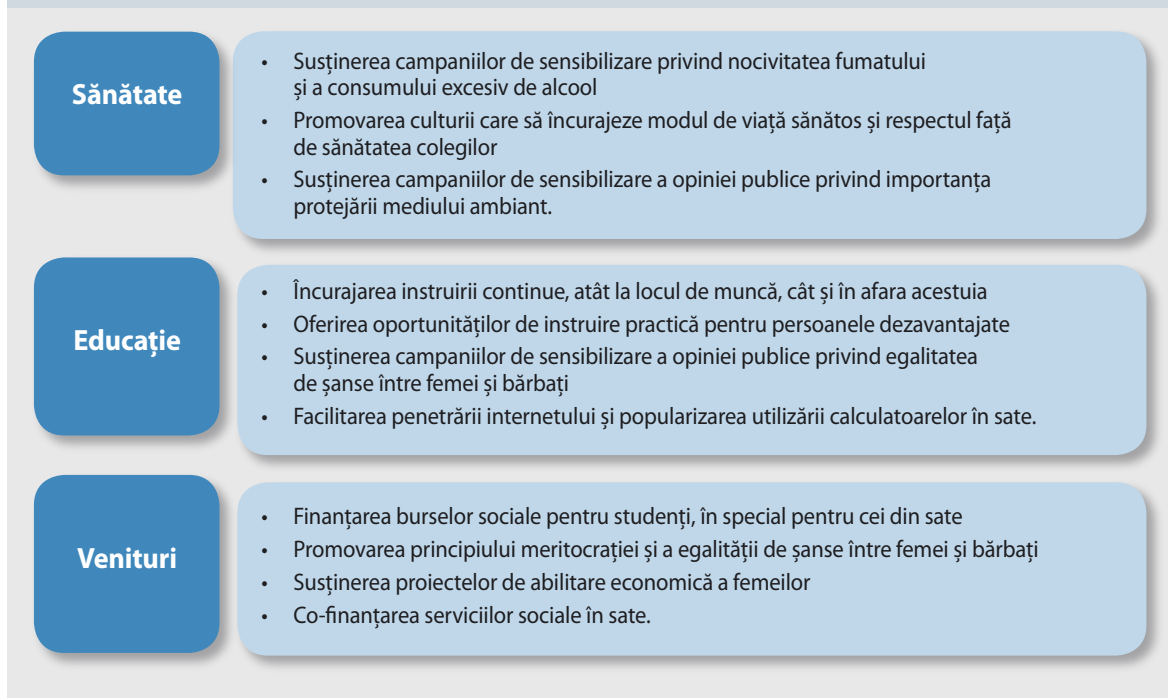 Sănătate
• Susținerea campaniilor de sensibilizare privind nocivitatea fumatului
și a consumului excesiv de alcool
• Promovarea culturii care să încurajeze modul de viață sănătos și respectul față
de sănătatea colegilor
• Susținerea campaniilor de sensibilizare a opiniei publice privind importanța
protejării mediului ambiant.
Educație
• Încurajarea instruirii continue, atât la locul de muncă, cât și în afara acestuia
• Oferirea oportunităților de instruire practică pentru persoanele dezavantajate
• Susținerea campaniilor de sensibilizare a opiniei publice privind egalitatea
de șanse între femei și bărbați
• Facilitarea penetrării internetului și popularizarea utilizării calculatoarelor în sate.
Venituri
• Finanțarea burselor sociale pentru studenți, în special pentru cei din sate
• Promovarea principiului meritocrației și a egalității de șanse între femei și bărbați
• Susținerea proiectelor de abilitare economică a femeilor
• Co-finanțarea serviciilor sociale în sate.